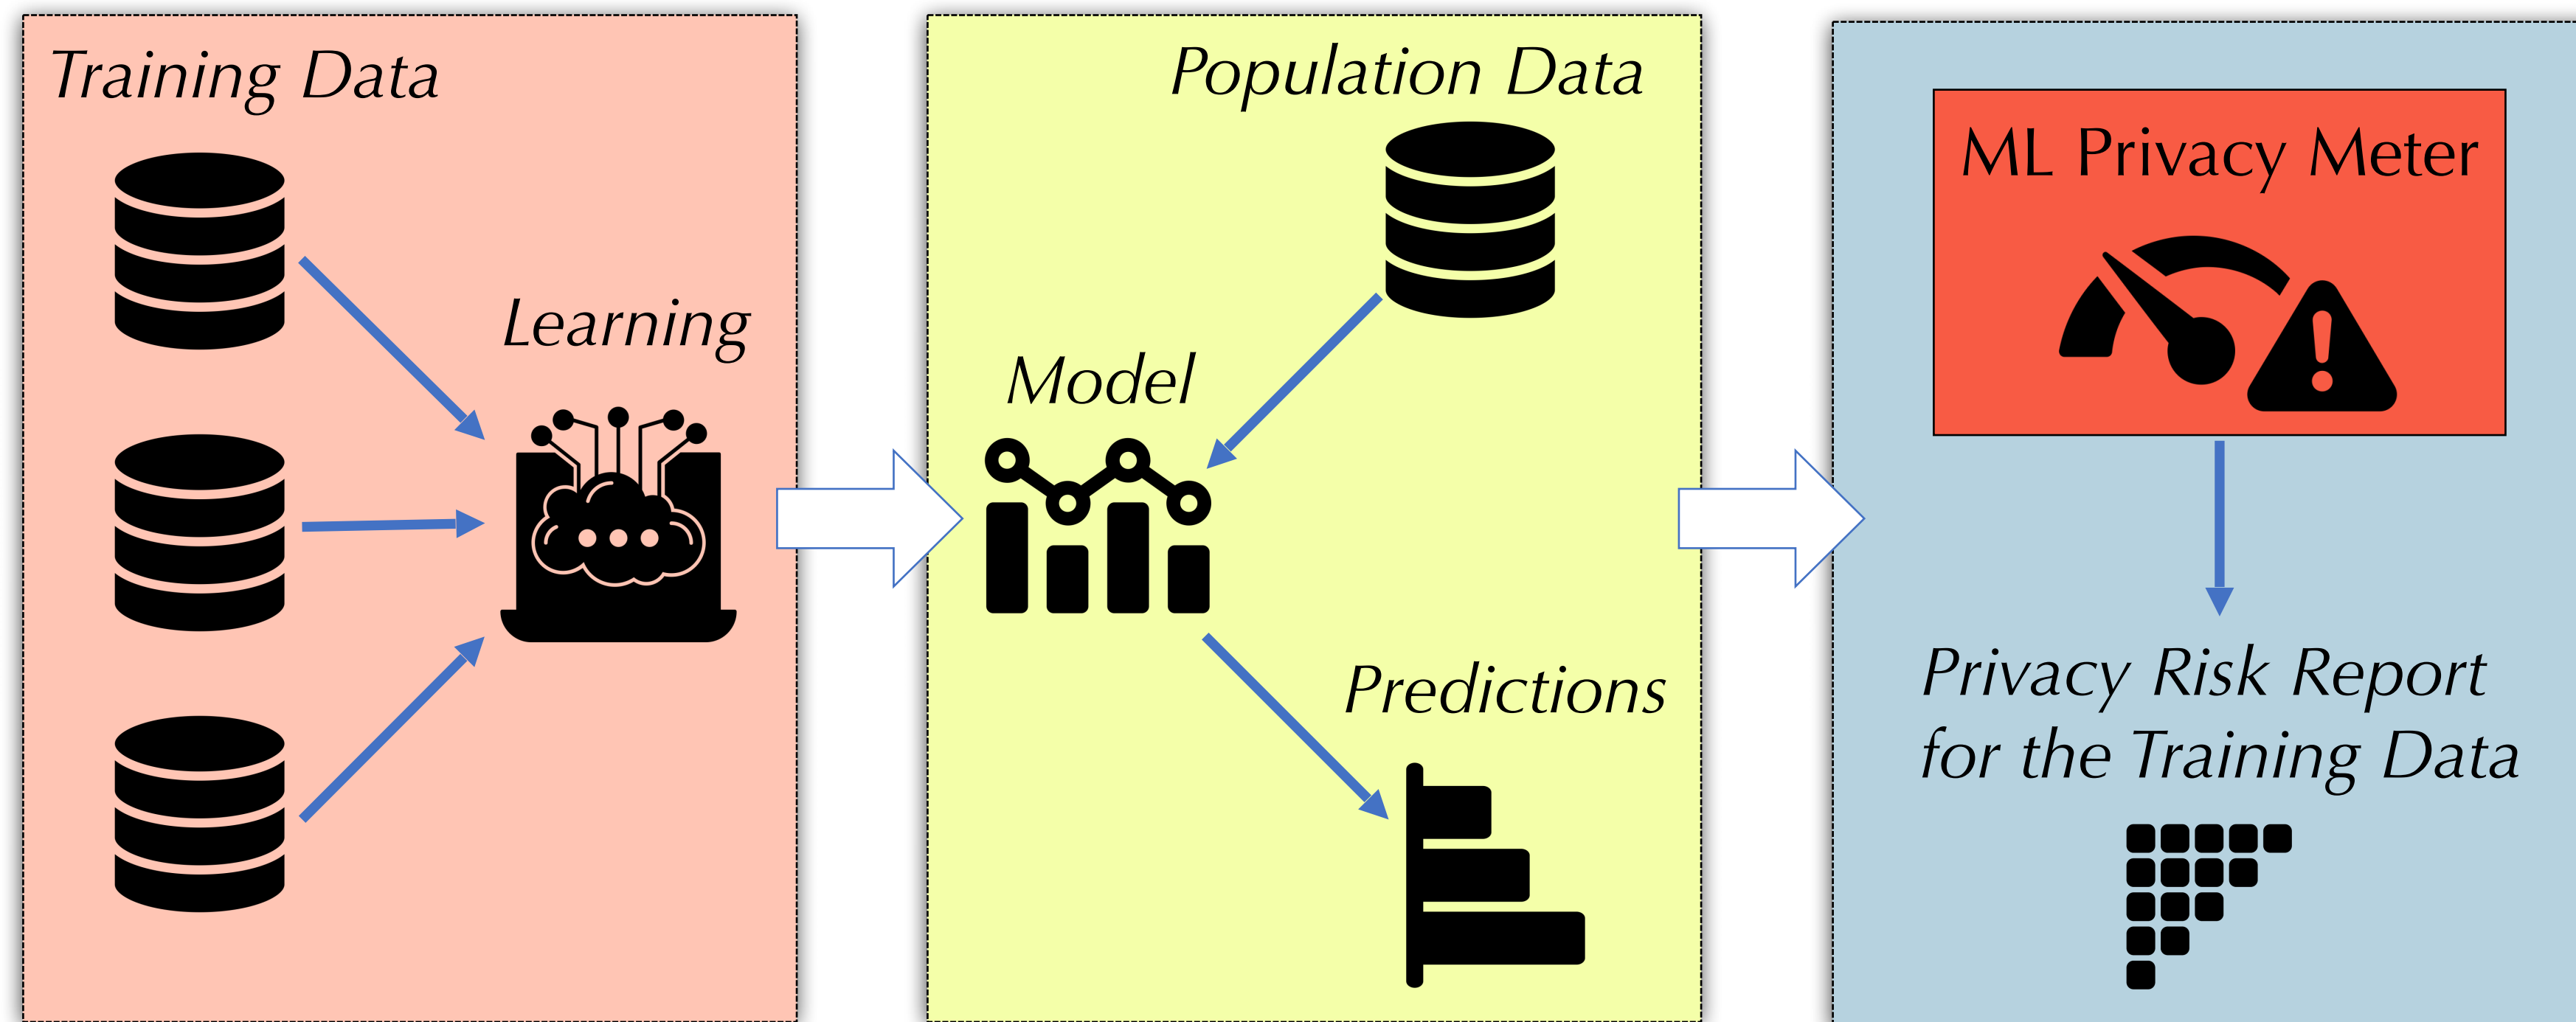 Training Data
Learning
Population Data
Model
Predictions
ML Privacy Meter
Privacy Risk Report
for the Training Data